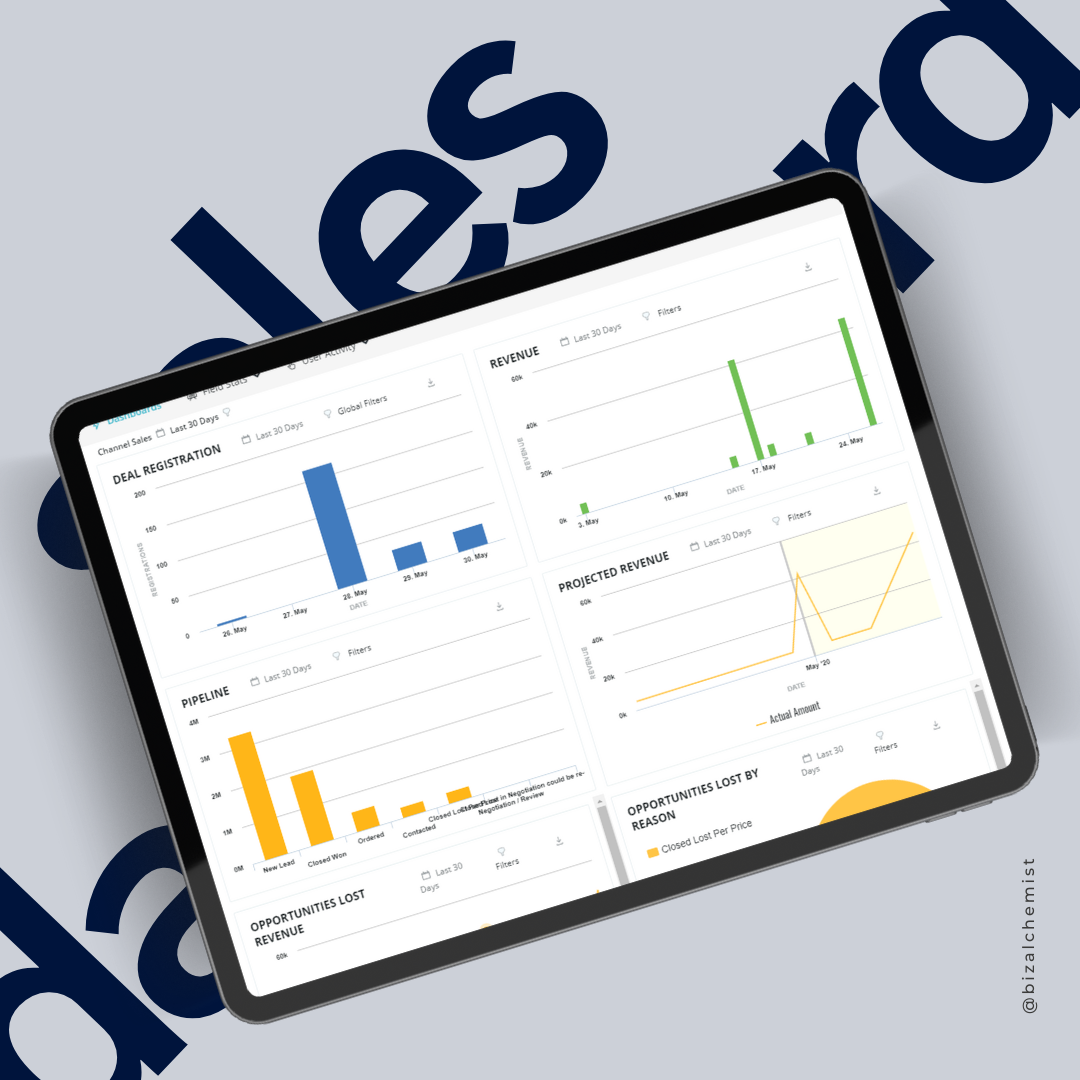 sales
dashboard
Dashboards
Field Stats
User Activity
Channel Sales
Last 30 Days
DEAL REGISTRATION
Last 30 Days
Global Filters
200
150
100
50
0
REGISTRATIONS
26. May
27. May
28. May
29. May
30. May
DATE
REVENUE
Last 30 Days
Filters
60k
40k
20k
0k
REVENUE
3. May
10. May
17. May
24. May
DATE
PIPELINE
Last 30 Days
Filters
4M
3M
2M
1M
0M
New Lead
Closed Won
Ordered
Contacted
Closed Lost
in Negotiation could be re-
Negotiation / Review
PROJECTED REVENUE
Last 30 Days
Filters
60k
40k
20k
0k
REVENUE
May '20
DATE
Actual Amount
OPPORTUNITIES LOST
REVENUE
Last 30
Days
Filters
60k
OPPORTUNITIES LOST BY
REASON
Last 30
Days
Filters
Closed Lost Per Price
@bizalchemist